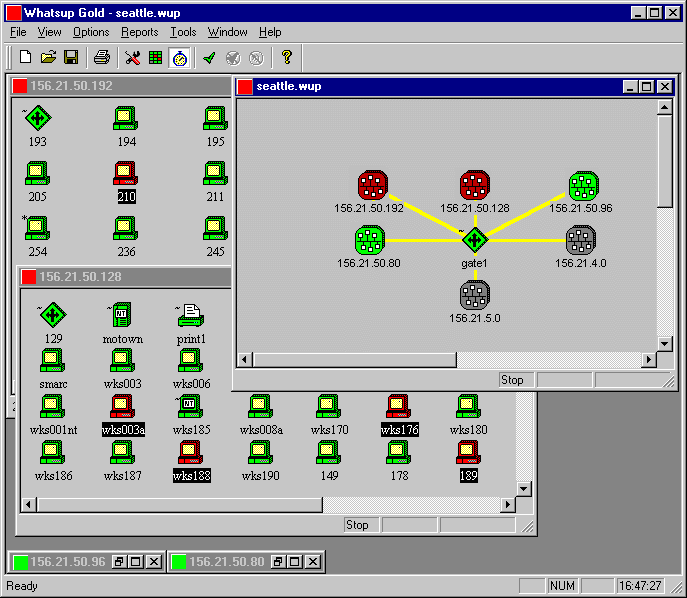 Whatsup Gold - seattle.wup
File View Options Reports Tools Window Help
156.21.50.192
193 194 195
205 210 211
254 236 245
seattle.wup
156.21.50.192 156.21.50.128 156.21.50.96
156.21.50.80 gate1 156.21.4.0
156.21.5.0
Stop
156.21.50.128
129 motown print1
NT
smarc wks003 wks006
NT
wks001nt wks003a wks185 wks008a wks170 wks176 wks180
wks186 wks187 wks188 wks190 149 178 189
Stop
156.21.50.96 156.21.50.80
Ready NUM 16:47:27